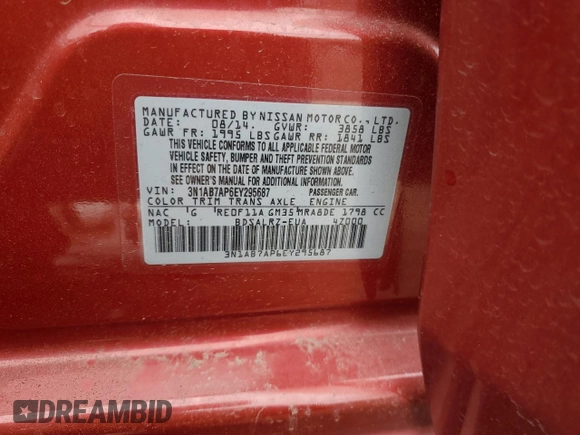 MANUFACTURED BY NISSAN MOTOR CO., LTD.
DATE: 08/14. GVWR: 3858 LBS
GAWR FR: 1995 LBS GAWR RR: 1841 LBS
THIS VEHICLE CONFORMS TO ALL APPLICABLE FEDERAL MOTOR
VEHICLE SAFETY, BUMPER AND THEFT PREVENTION STANDARDS
IN EFFECT ON THE DATE OF MANUFACTURE SHOWN ABOVE.
SEE OWNER'S MANUAL FOR ADDITIONAL INFORMATION.
VIN: 3N1AB7AP6EY295687 PASSENGER CAR.
COLOR TRIM TRANS AXLE ENGINE
NAC G RE0F11A GM35 MRA8DE 1798 CC
MODEL: BDSALRZ-EUA 4Z000
3N1AB7AP6EY295687
DREAMBID